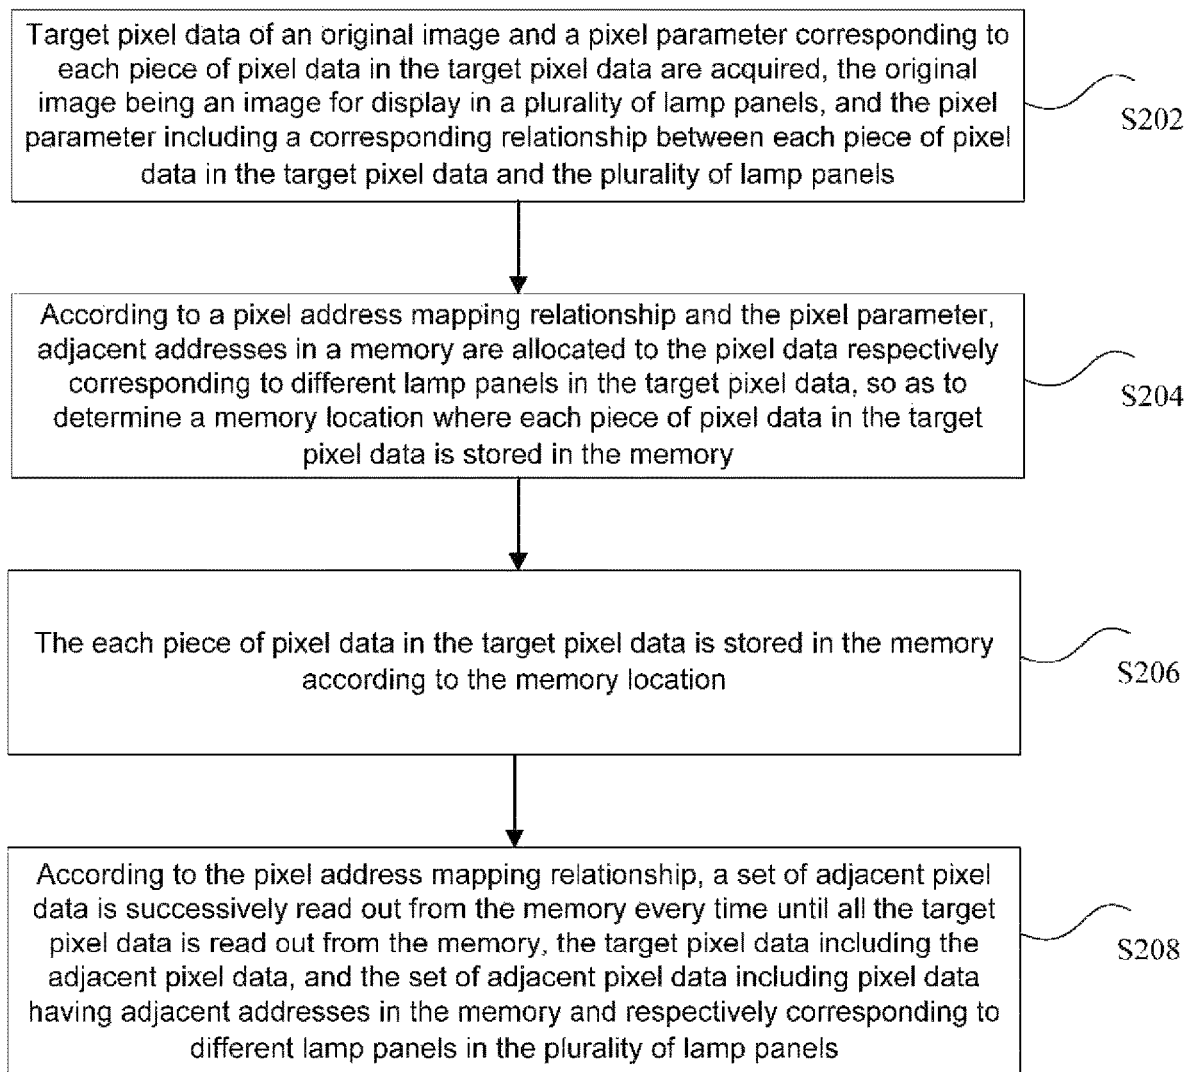 Target pixel data of an original image and a pixel parameter corresponding to
each piece of pixel data in the target pixel data are acquired, the original
image being an image for display in a plurality of lamp panels, and the pixel
parameter including a corresponding relationship between each piece of pixel
data in the target pixel data and the plurality of lamp panels
S202
According to a pixel address mapping relationship and the pixel parameter,
adjacent addresses in a memory are allocated to the pixel data respectively
corresponding to different lamp panels in the target pixel data, so as to
determine a memory location where each piece of pixel data in the target
pixel data is stored in the memory
S204
The each piece of pixel data in the target pixel data is stored in the memory
according to the memory location
S206
According to the pixel address mapping relationship, a set of adjacent pixel
data is successively read out from the memory every time until all the target
pixel data is read out from the memory, the target pixel data including the
adjacent pixel data, and the set of adjacent pixel data including pixel data
having adjacent addresses in the memory and respectively corresponding to
different lamp panels in the plurality of lamp panels
S208